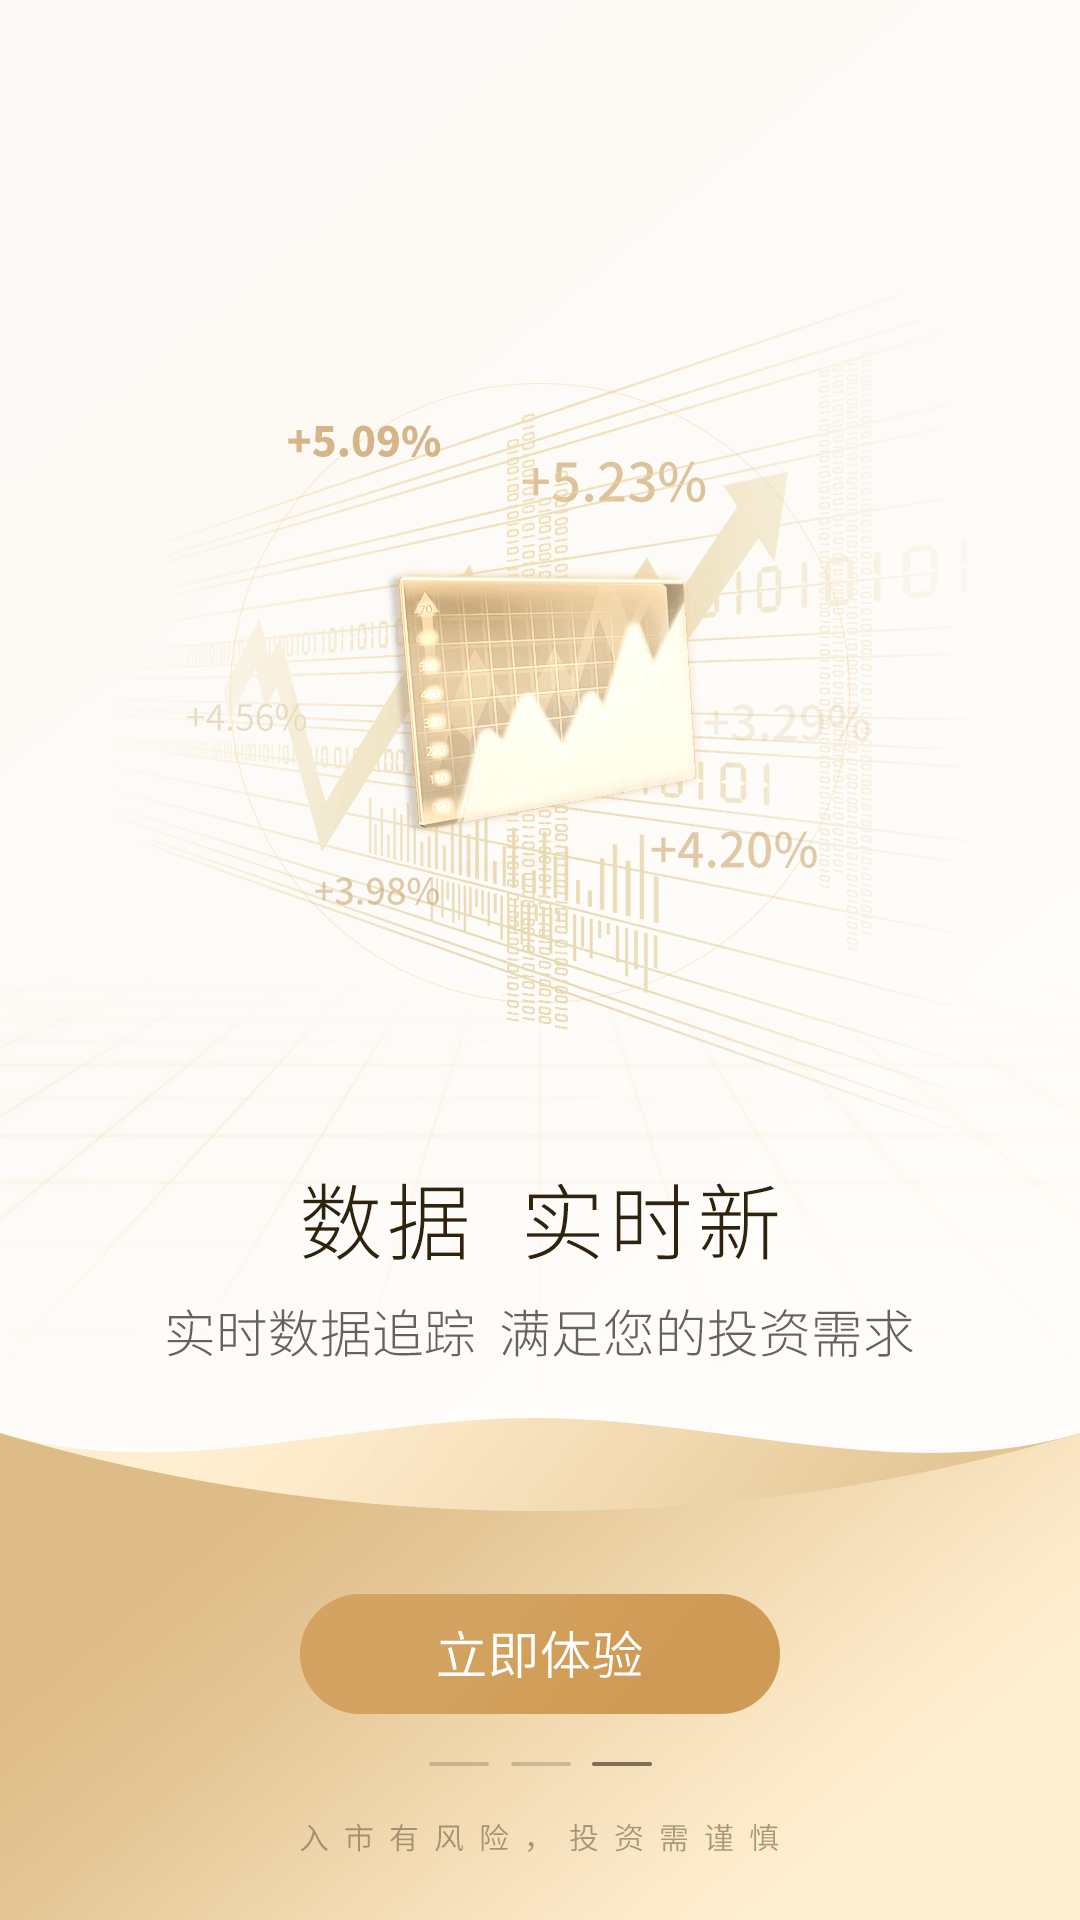 +5.09%
+5.23%
+4.56%
+3.29%
+4.20%
+3.98%
数据 实时新
实时数据追踪 满足您的投资需求
立即体验
入市有风险，投资需谨慎